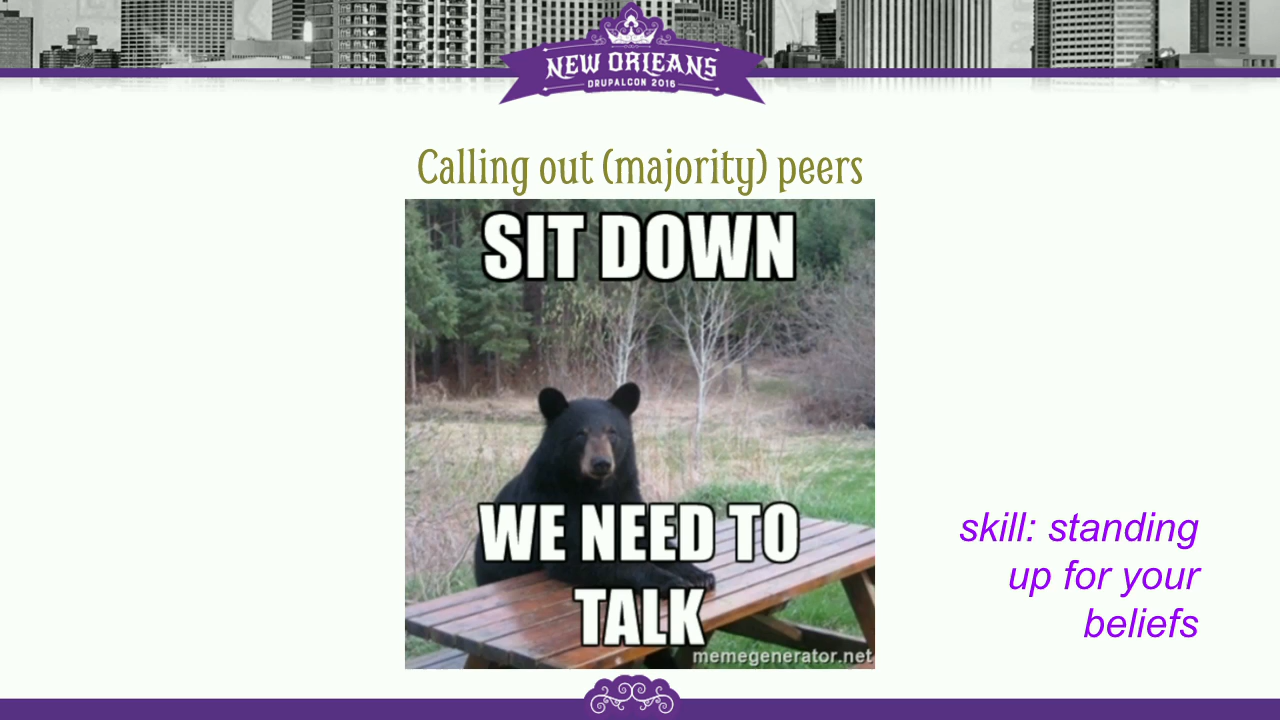 NEW ORLEANS
DRUPALCON 2016
Calling out (majority) peers
SIT DOWN
WE NEED TO
TALK
memegenerator.net
skill: standing
up for your
beliefs